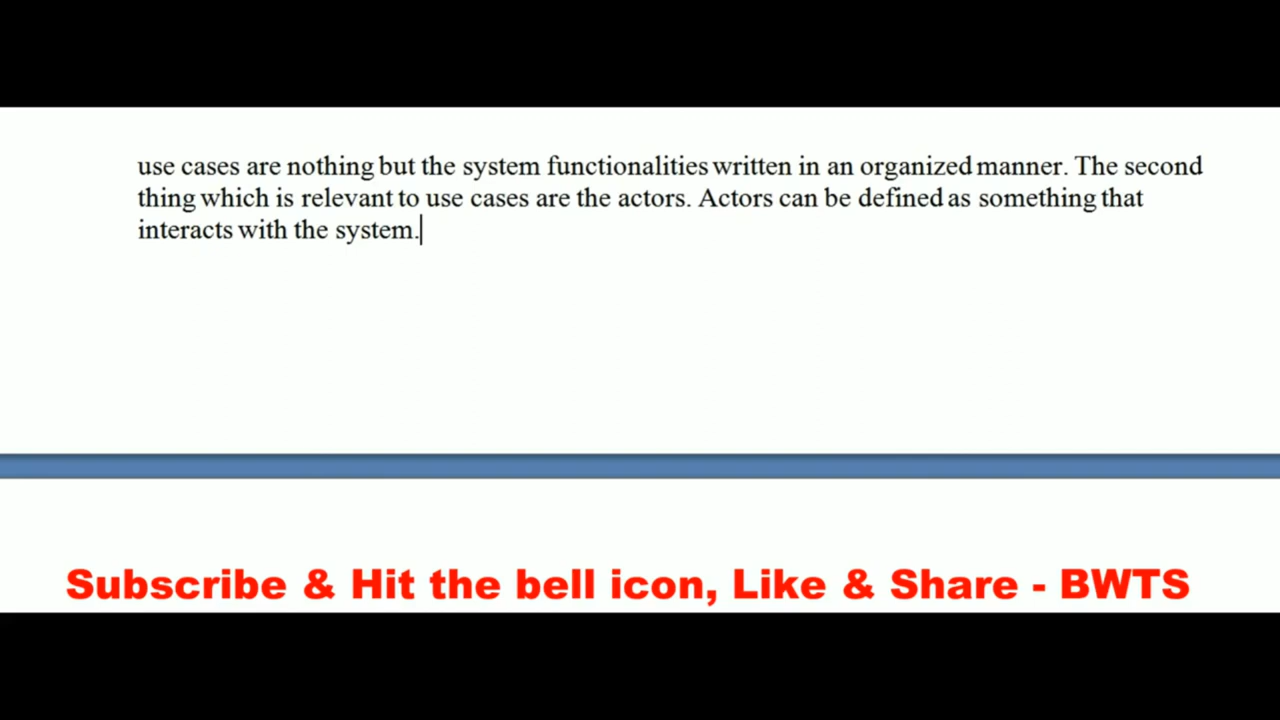 use cases are nothing but the system functionalities written in an organized manner. The second
thing which is relevant to use cases are the actors. Actors can be defined as something that
interacts with the system.
Subscribe & Hit the bell icon, Like & Share - BWTS